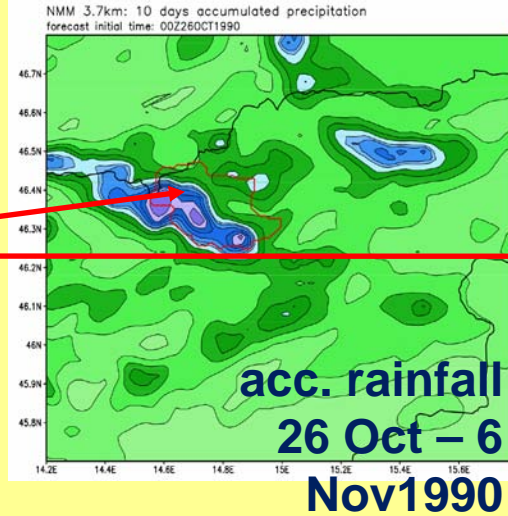 NMM 3.7km: 10 days accumulated precipitation
forecast initial time: 00Z26OCT1990
46.7N
46.6N
46.5N
46.4N
46.3N
46.2N
46.1N
46N
45.9N
45.8N
14.2E 14.4E 14.6E 14.8E 15E 15.2E 15.4E 15.6E
acc. rainfall
26 Oct – 6
Nov1990